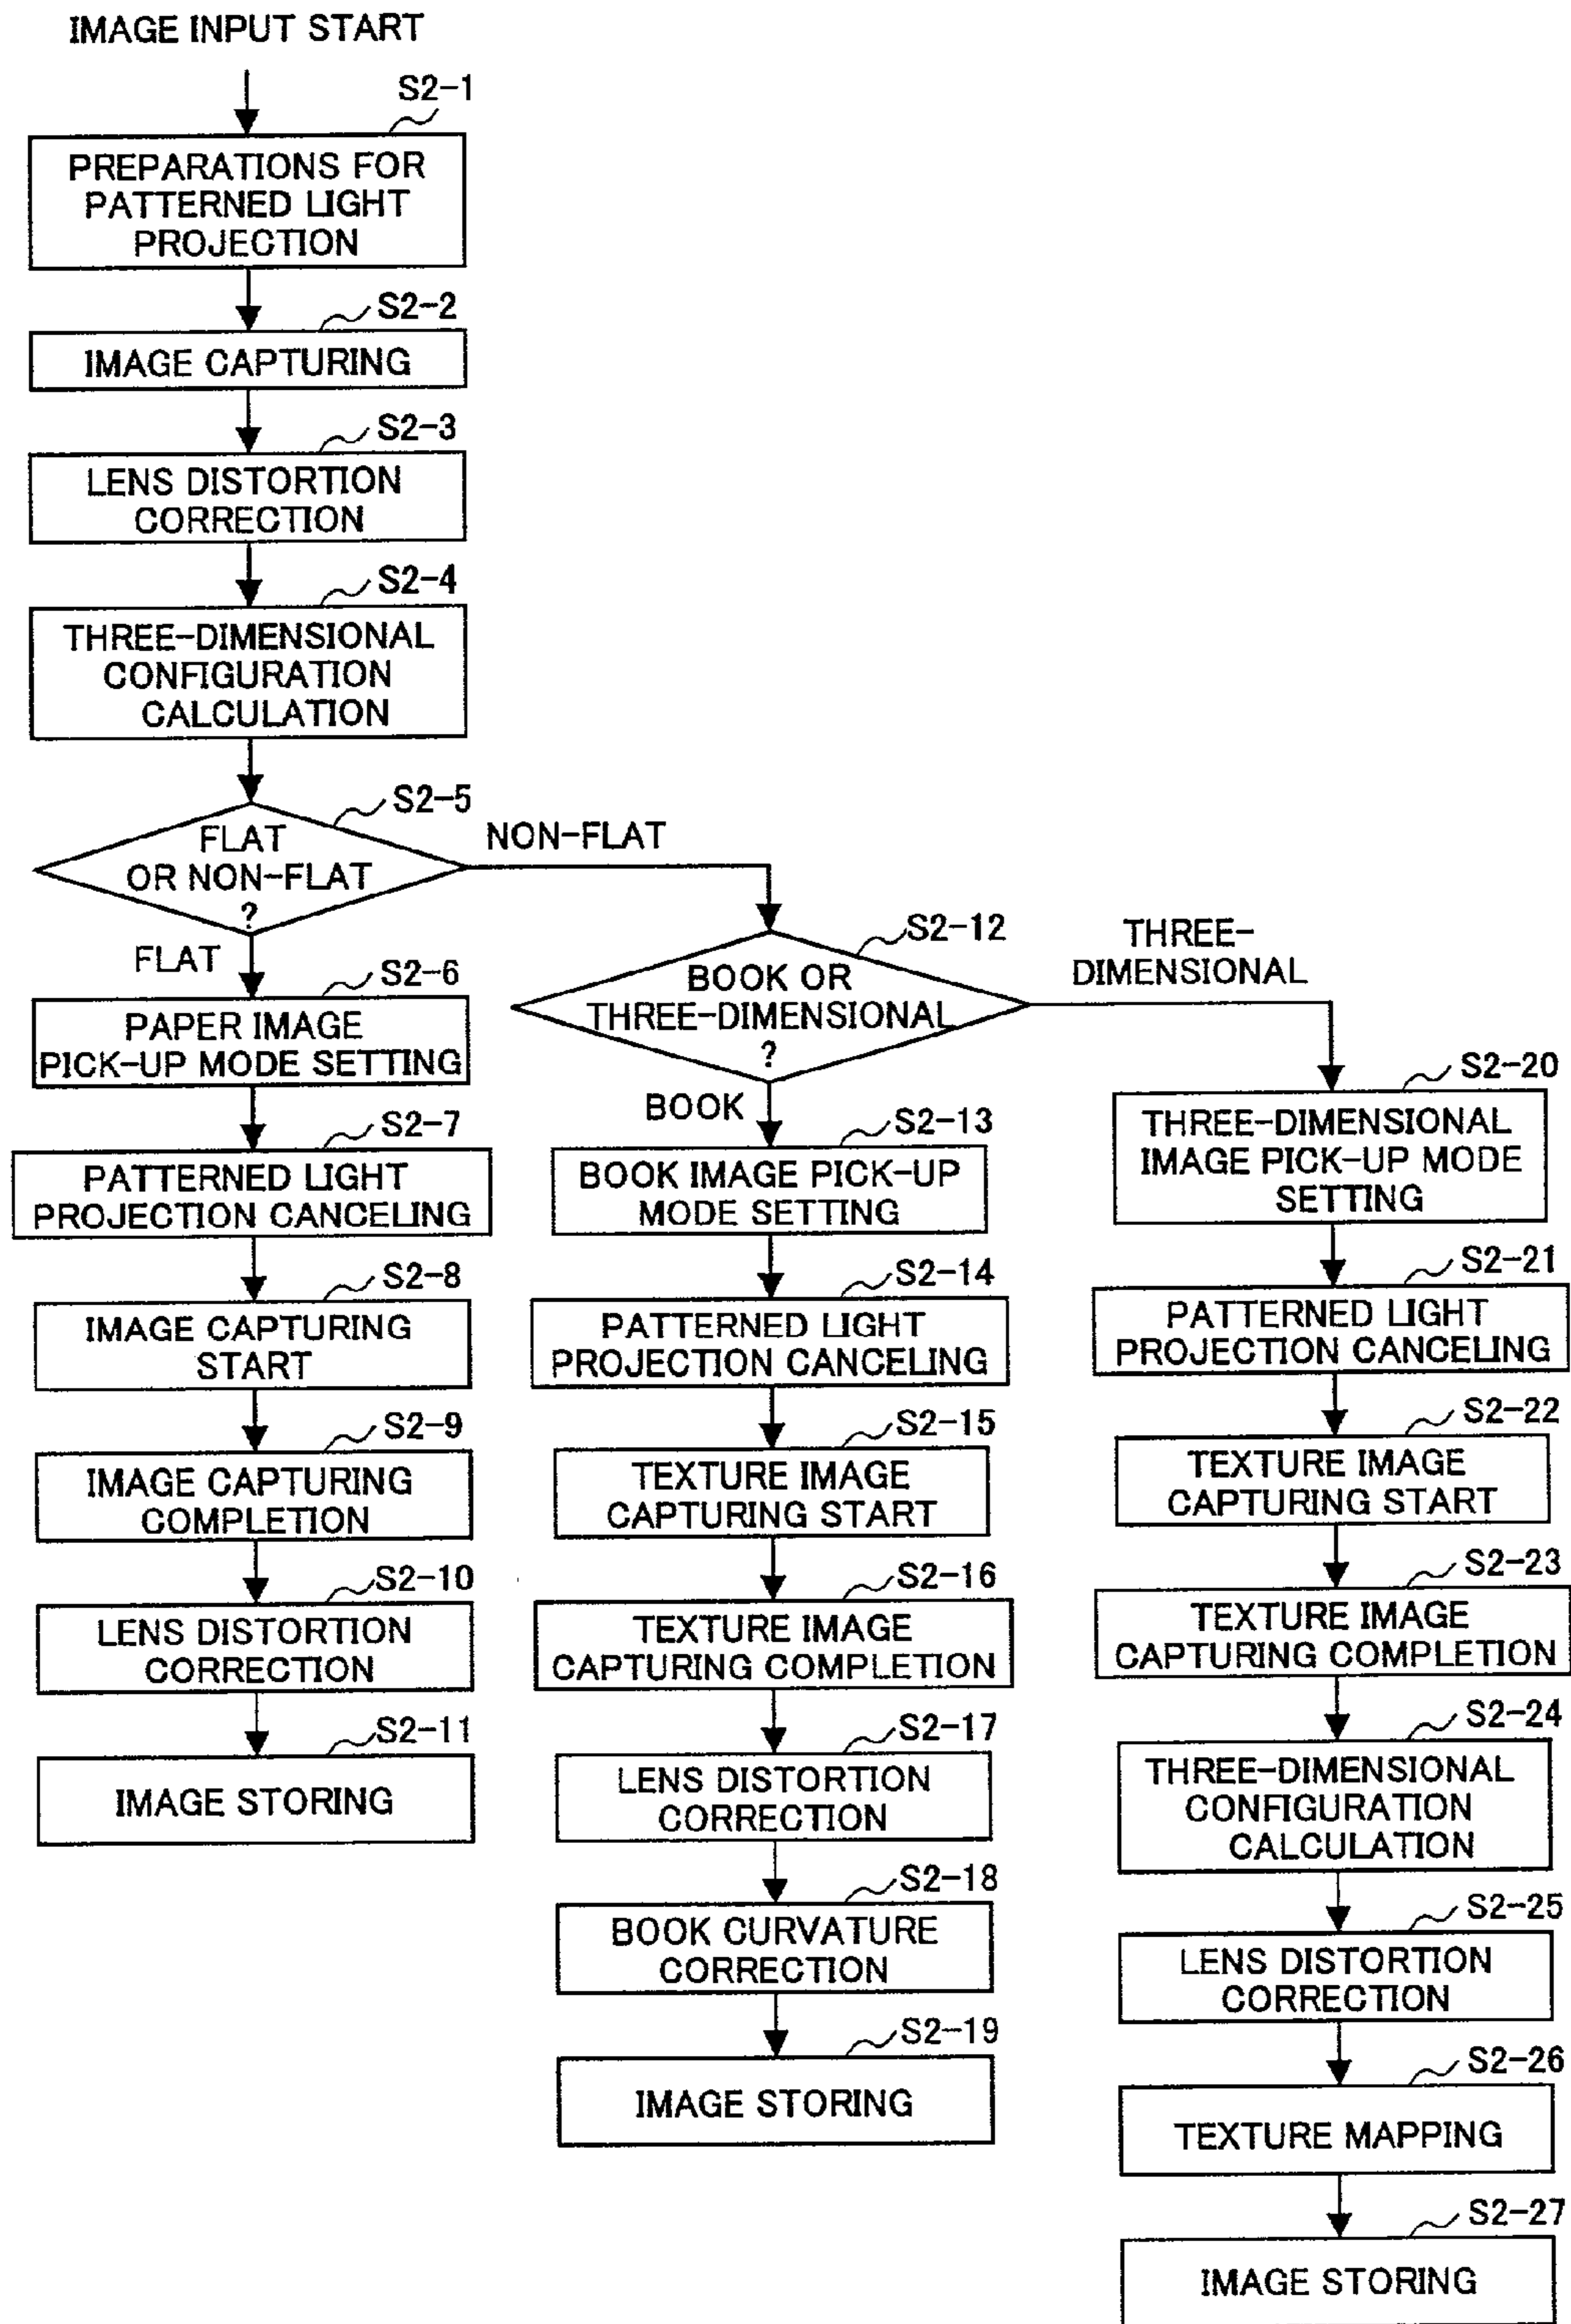 IMAGE INPUT START
S2-1
PREPARATIONS FOR
PATTERNED LIGHT
PROJECTION
S2-2
IMAGE CAPTURING
S2-3
LENS DISTORTION
CORRECTION
S2-4
THREE-DIMENSIONAL
CONFIGURATION
CALCULATION
S2-5
FLAT
OR NON-FLAT
?
NON-FLAT
FLAT
S2-6
PAPER IMAGE
PICK-UP MODE SETTING
S2-7
PATTERNED LIGHT
PROJECTION CANCELING
S2-8
IMAGE CAPTURING
START
S2-9
IMAGE CAPTURING
COMPLETION
S2-10
LENS DISTORTION
CORRECTION
S2-11
IMAGE STORING
S2-12
BOOK OR
THREE-DIMENSIONAL
?
THREE-
DIMENSIONAL
BOOK
S2-13
BOOK IMAGE PICK-UP
MODE SETTING
S2-14
PATTERNED LIGHT
PROJECTION CANCELING
S2-15
TEXTURE IMAGE
CAPTURING START
S2-16
TEXTURE IMAGE
CAPTURING COMPLETION
S2-17
LENS DISTORTION
CORRECTION
S2-18
BOOK CURVATURE
CORRECTION
S2-19
IMAGE STORING
S2-20
THREE-DIMENSIONAL
IMAGE PICK-UP MODE
SETTING
S2-21
PATTERNED LIGHT
PROJECTION CANCELING
S2-22
TEXTURE IMAGE
CAPTURING START
S2-23
TEXTURE IMAGE
CAPTURING COMPLETION
S2-24
THREE-DIMENSIONAL
CONFIGURATION
CALCULATION
S2-25
LENS DISTORTION
CORRECTION
S2-26
TEXTURE MAPPING
S2-27
IMAGE STORING